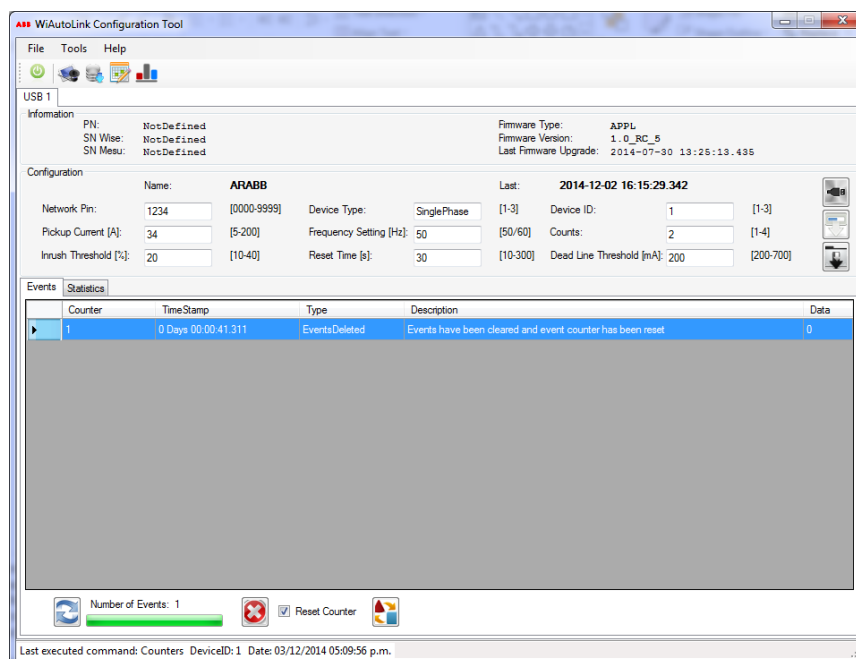 ABB WiAutoLink Configuration Tool
File Tools Help
USB 1
Information
PN: NotDefined Firmware Type: APPL
SN Wise: NotDefined Firmware Version: 1.0_RC_5
SN Mesu: NotDefined Last Firmware Upgrade: 2014-07-30 13:25:13.435
Configuration
Name: ARABB Last: 2014-12-02 16:15:29.342
Network Pin: 1234 [0000-9999] Device Type: SinglePhase [1-3] Device ID: 1 [1-3]
Pickup Current [A]: 34 [5-200] Frequency Setting [Hz]: 50 [50/60] Counts: 2 [1-4]
Inrush Threshold [%]: 20 [10-40] Reset Time [s]: 30 [10-300] Dead Line Threshold [mA]: 200 [200-700]
Events Statistics
Counter TimeStamp Type Description Data
1 0 Days 00:00:41.311 EventsDeleted Events have been cleared and event counter has been reset 0
Number of Events: 1 Reset Counter
Last executed command: Counters DeviceID: 1 Date: 03/12/2014 05:09:56 p.m.